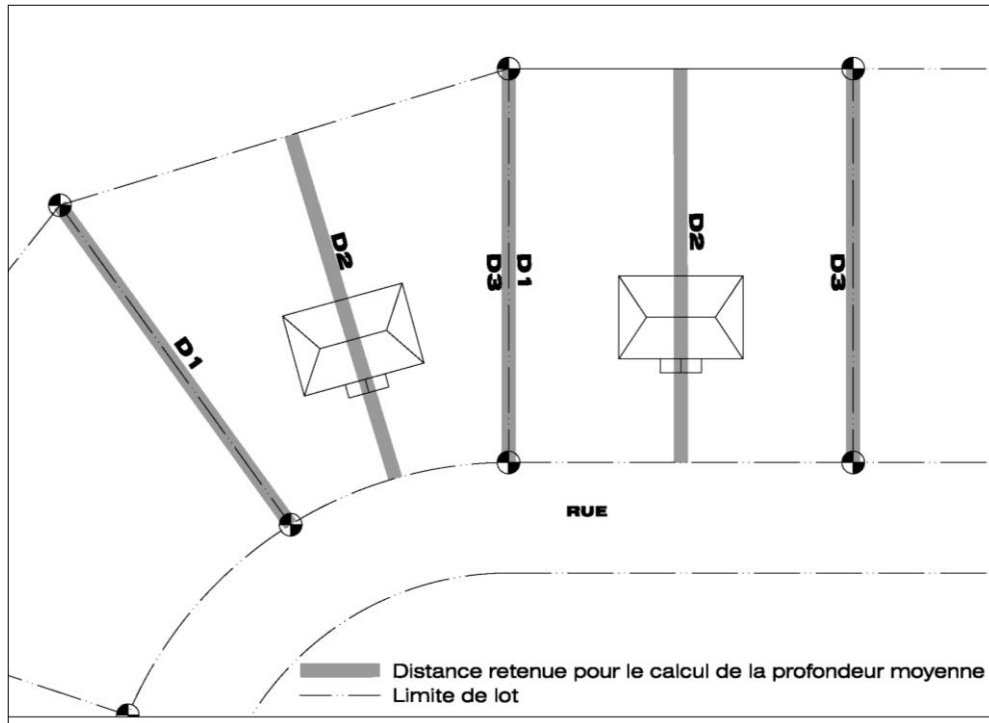 D2
D1
D3
D1
D2
D3
RUE
Distance retenue pour le calcul de la profondeur moyenne
Limite de lot